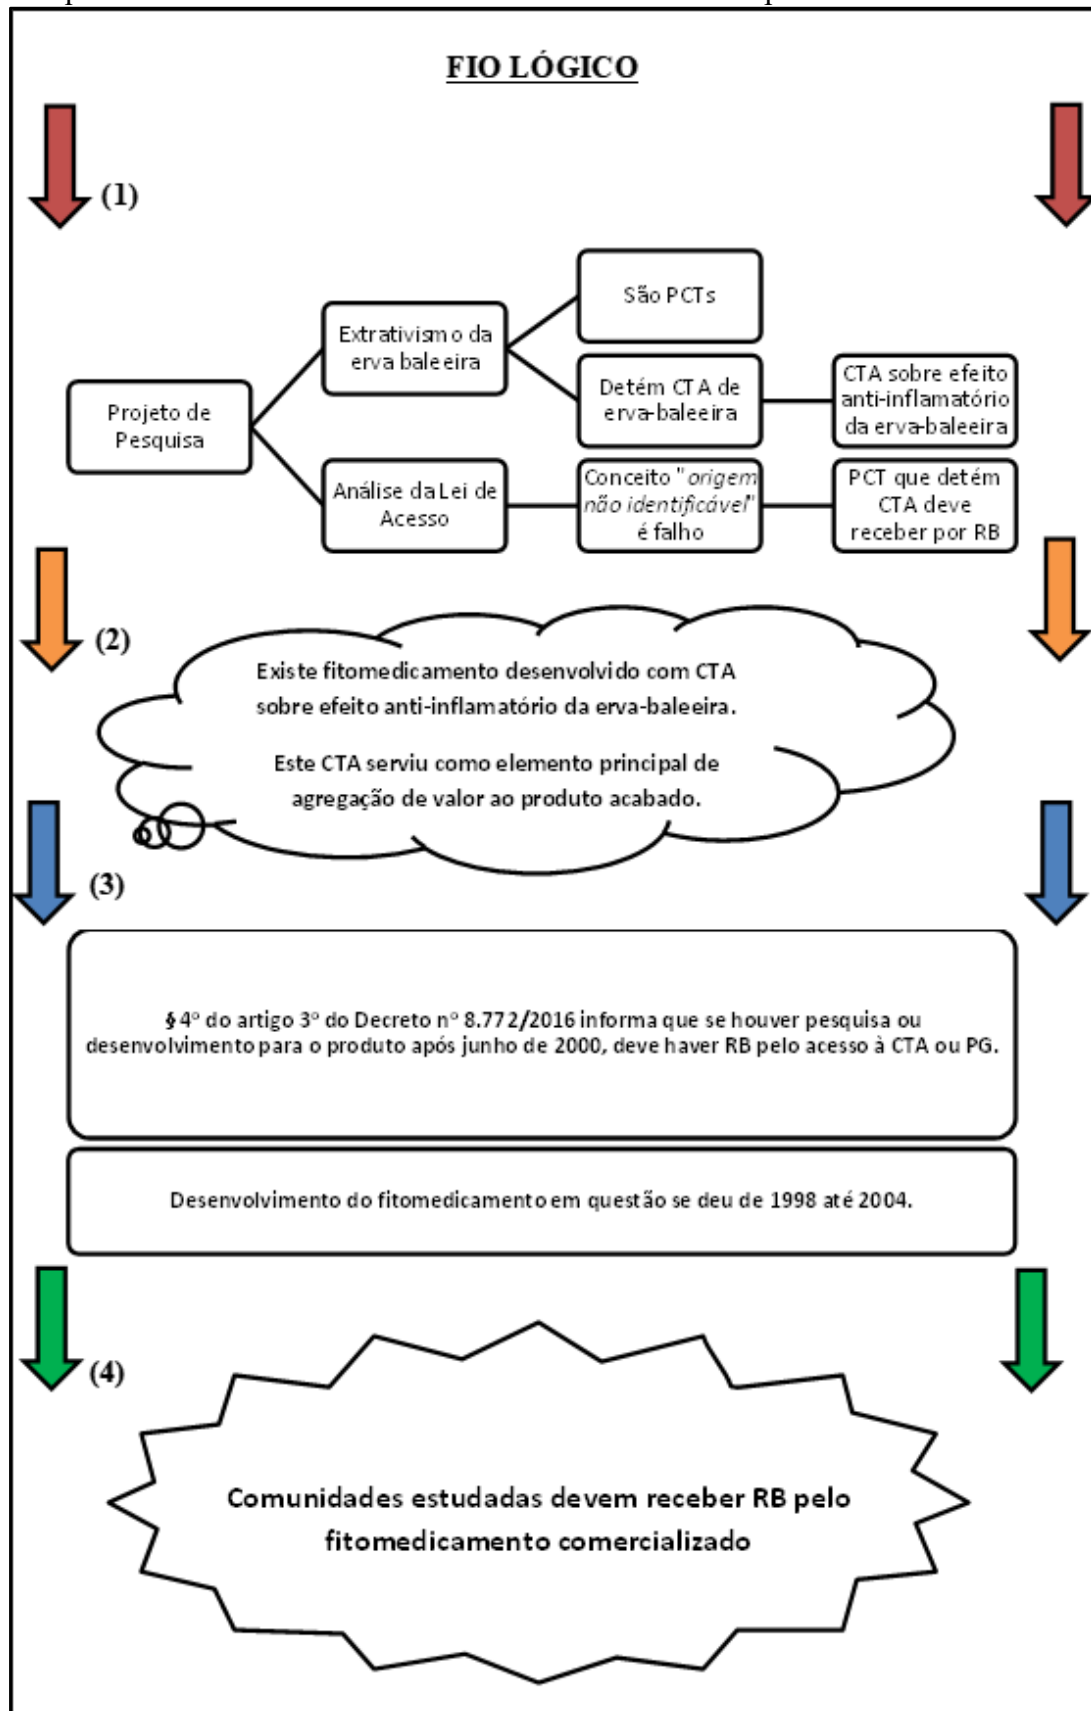 FIO LÓGICO
(1)
São PCTs
Extrativismo da
erva baleeira
Detém CTA de
erva-baleeira
CTA sobre efeito
anti-inflamatório
da erva-baleeira
Projeto de
Pesquisa
Análise da Lei de
Acesso
Conceito "origem
não identificável"
é falho
PCT que detém
CTA deve
receber por RB
(2)
Existe fitomedicamento desenvolvido com CTA
sobre efeito anti-inflamatório da erva-baleeira.
Este CTA serviu como elemento principal de
agregação de valor ao produto acabado.
(3)
§ 4º do artigo 3º do Decreto nº 8.772/2016 informa que se houver pesquisa ou
desenvolvimento para o produto após junho de 2000, deve haver RB pelo acesso à CTA ou PG.
Desenvolvimento do fitomedicamento em questão se deu de 1998 até 2004.
(4)
Comunidades estudadas devem receber RB pelo
fitomedicamento comercializado